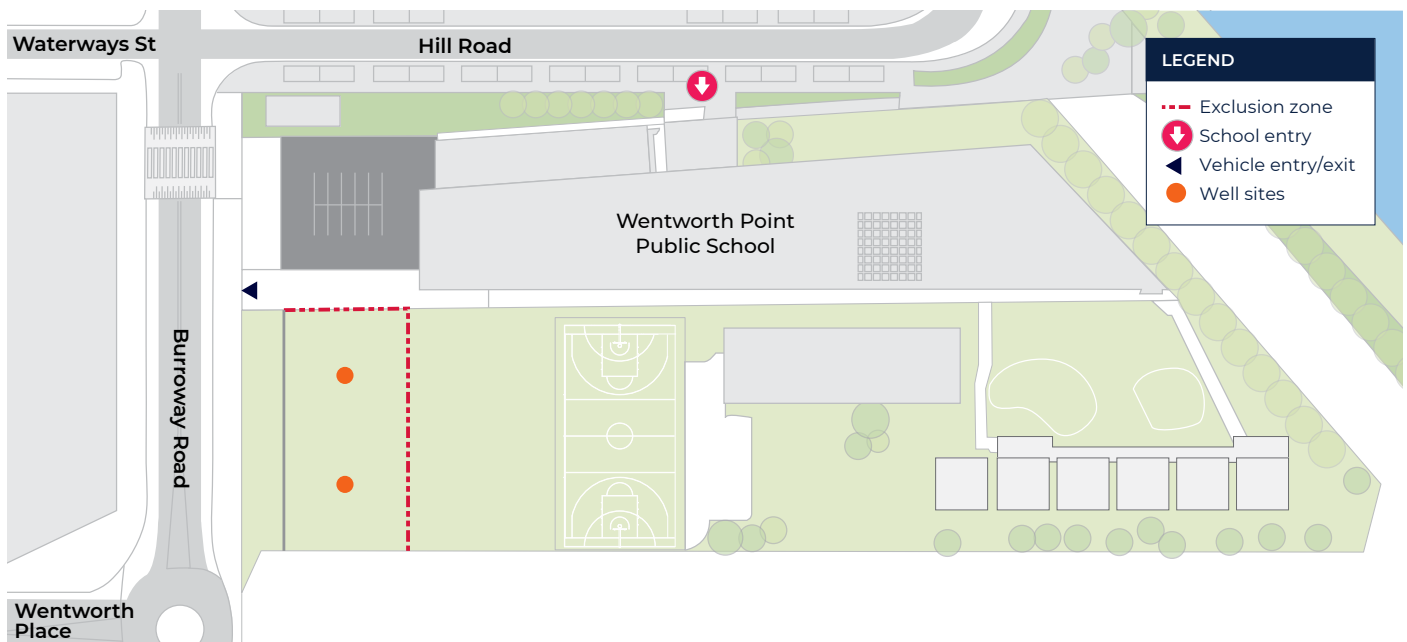 Waterways St
Hill Road
LEGEND
Exclusion zone
School entry
Vehicle entry/exit
Well sites
Wentworth Point
Public School
Burroway Road
Wentworth
Place